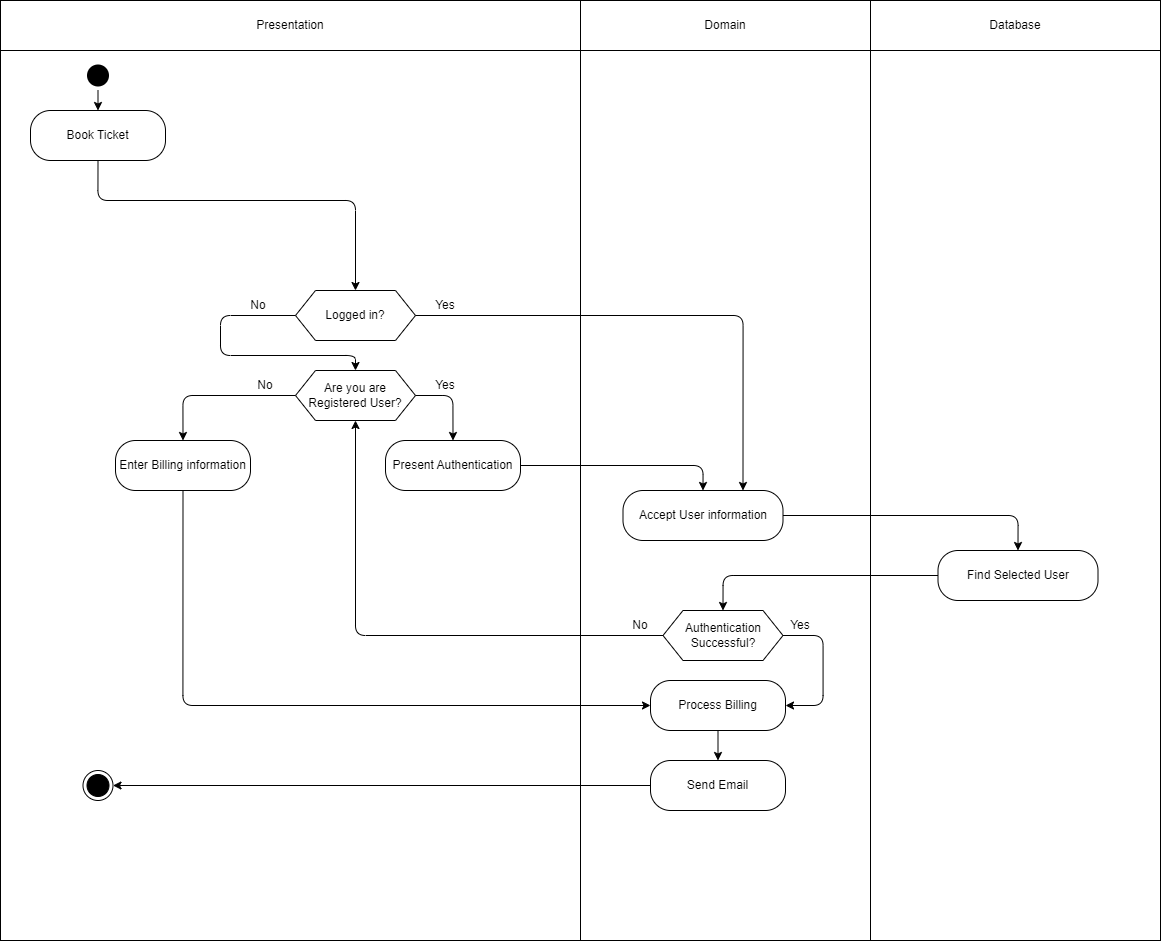 Presentation
Domain
Database
Book Ticket
No
Yes
Logged in?
No
Yes
Are you are
Registered User?
Enter Billing information
Present Authentication
Accept User information
Find Selected User
No
Yes
Authentication
Successful?
Process Billing
Send Email